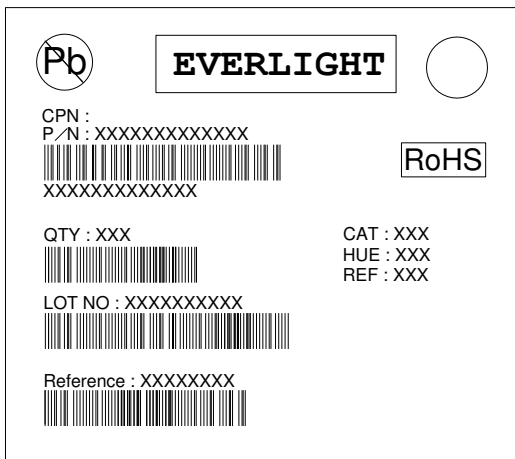 Pb
EVERLIGHT
CPN :
P/N : XXXXXXXXXXXXX
RoHS
XXXXXXXXXXXXX
QTY : XXX
CAT : XXX
HUE : XXX
REF : XXX
LOT NO : XXXXXXXXXX
Reference : XXXXXXXX